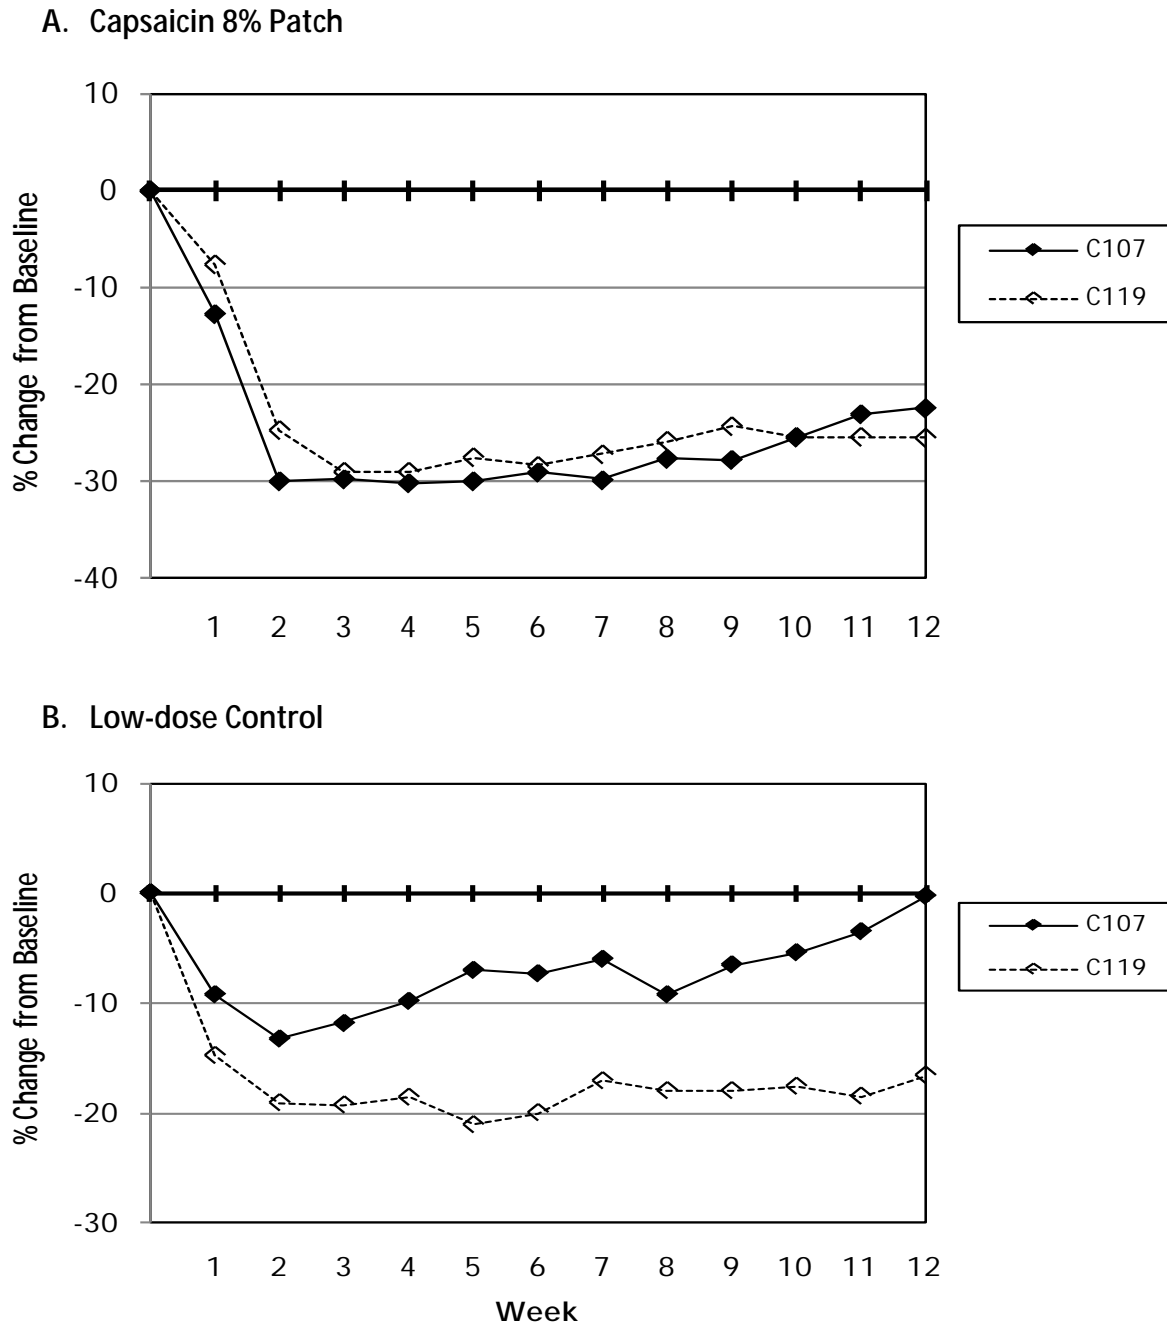 A. Capsaicin 8% Patch
10
0
-10
-20
-30
-40
% Change from Baseline
1 2 3 4 5 6 7 8 9 10 11 12
C107
C119
B. Low-dose Control
10
0
-10
-20
-30
% Change from Baseline
1 2 3 4 5 6 7 8 9 10 11 12
Week
C107
C119